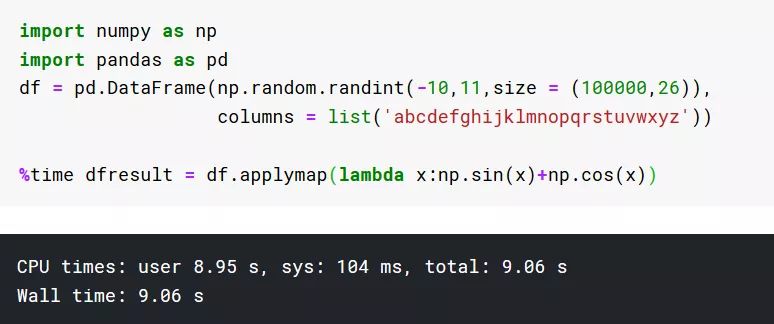 import numpy as np
import pandas as pd
df = pd.DataFrame(np.random.randint(-10,11,size = (100000,26)),
columns = list('abcdefghijklmnopqrstuvwxyz'))
%time dfresult = df.applymap(lambda x:np.sin(x)+np.cos(x))
CPU times: user 8.95 s, sys: 104 ms, total: 9.06 s
Wall time: 9.06 s